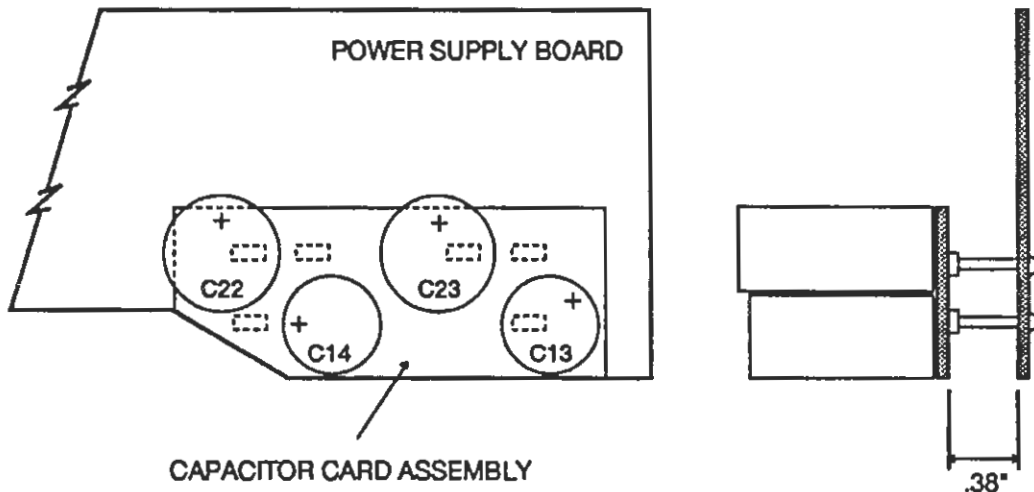 POWER SUPPLY BOARD
+
+
C22
C23
+
+
C14
C13
CAPACITOR CARD ASSEMBLY
.38"